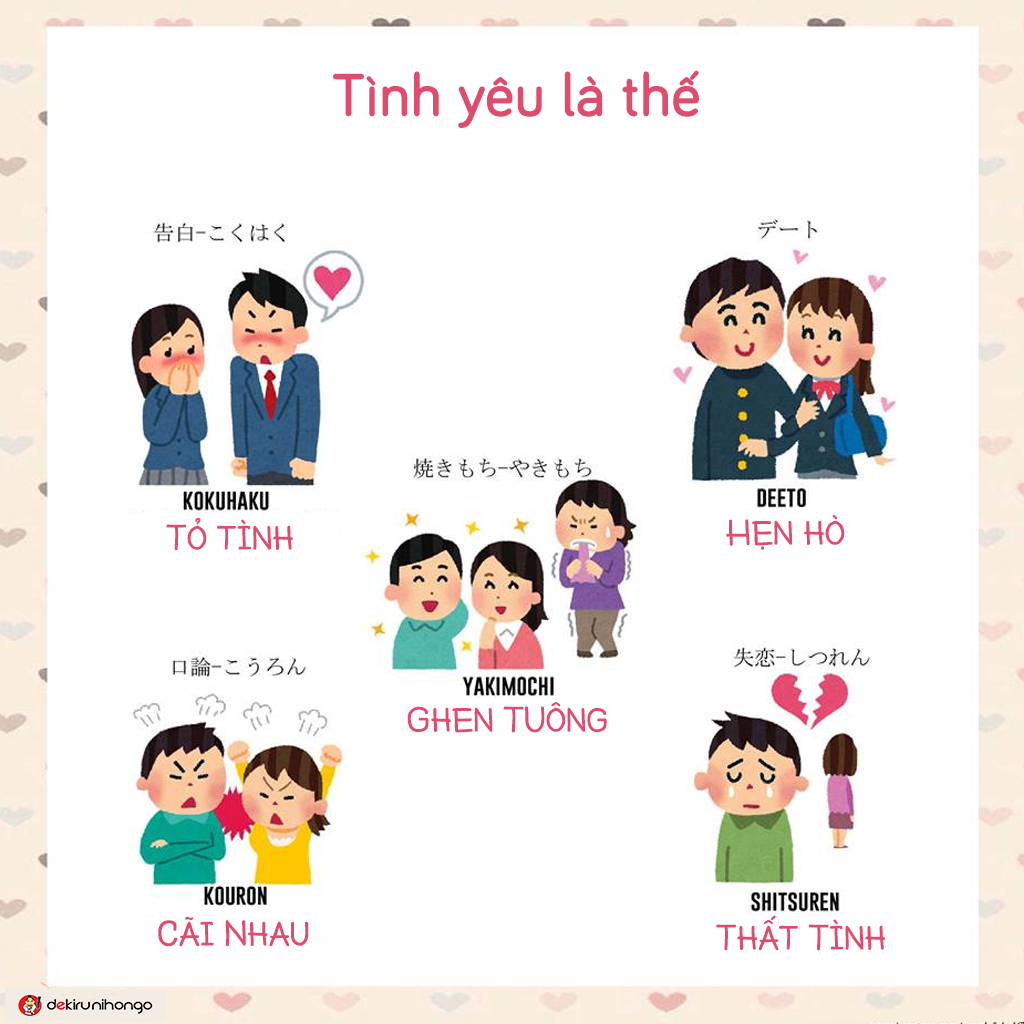 Tình yêu là thế
告白-こくはく
KOKUHAKU
TỎ TÌNH
デート
DEETO
HẸN HÒ
焼きもち-やきもち
YAKIMOCHI
GHEN TUÔNG
口論-こうろん
KOURON
CÃI NHAU
失恋-しつれん
SHITSUREN
THẤT TÌNH
dekirunihongo